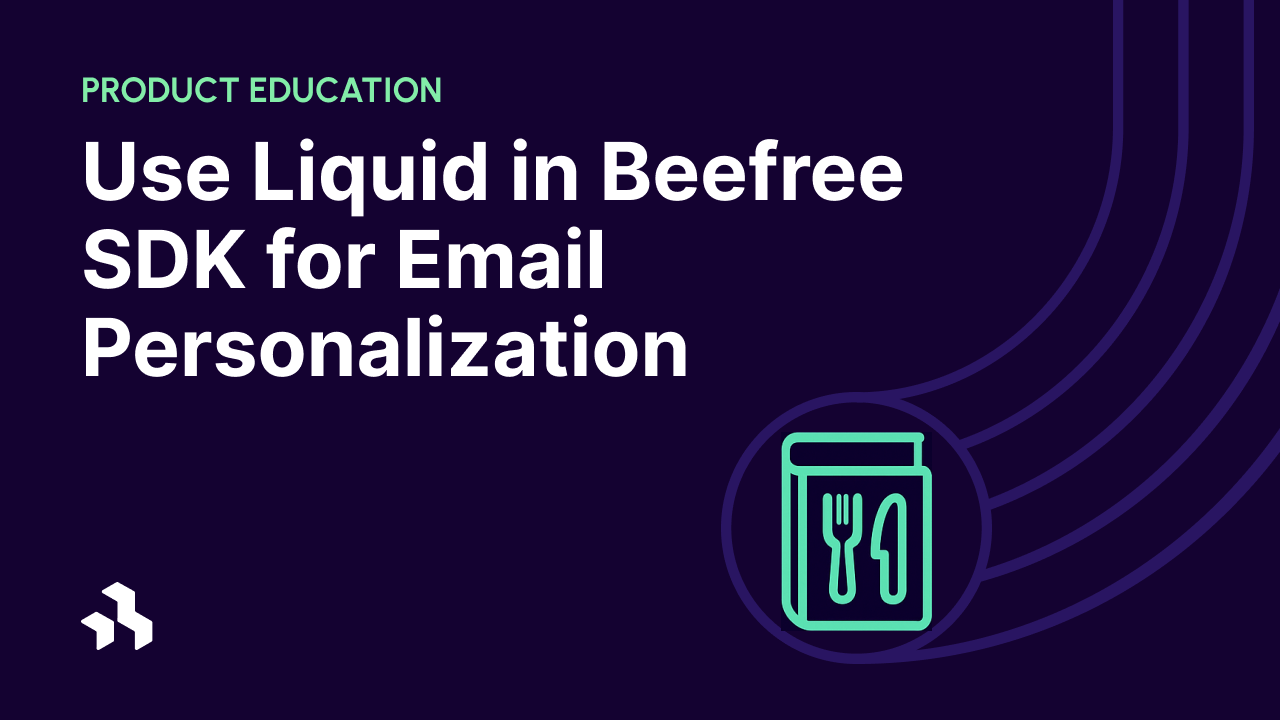 PRODUCT EDUCATION
Use Liquid in Beefree
SDK for Email
Personalization